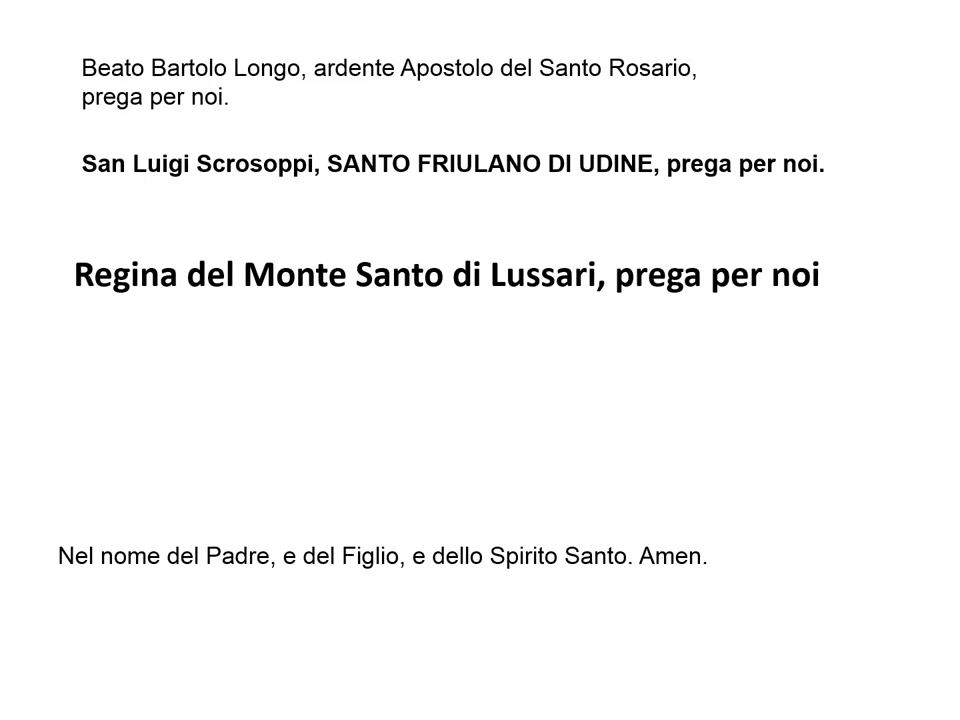 Beato Bartolo Longo, ardente Apostolo del Santo Rosario,
prega per noi.
San Luigi Scrosoppi, SANTO FRIULANO DI UDINE, prega per noi.
Regina del Monte Santo di Lussari, prega per noi
Nel nome del Padre, e del Figlio, e dello Spirito Santo. Amen.